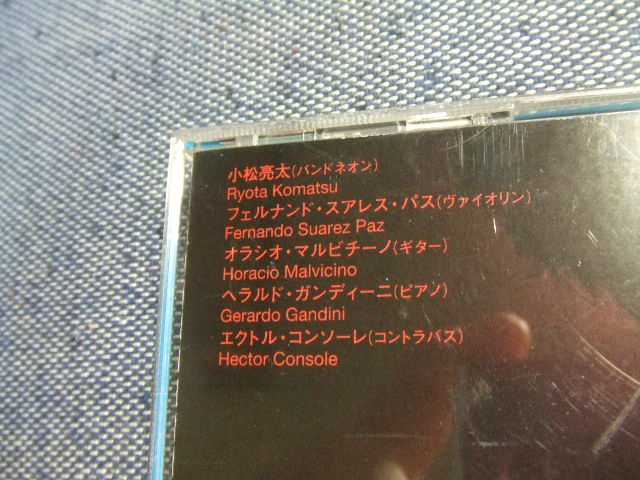 小松亮太(バンドネオン)
Ryota Komatsu
フェルナンド・スアレス・パス(ヴァイオリン)
Fernando Suarez Paz
オラシオ・マルビチーノ(ギター)
Horacio Malvicino
ヘラルド・ガンディーニ(ピアノ)
Gerardo Gandini
エクトル・コンソーレ(コントラバス)
Hector Console